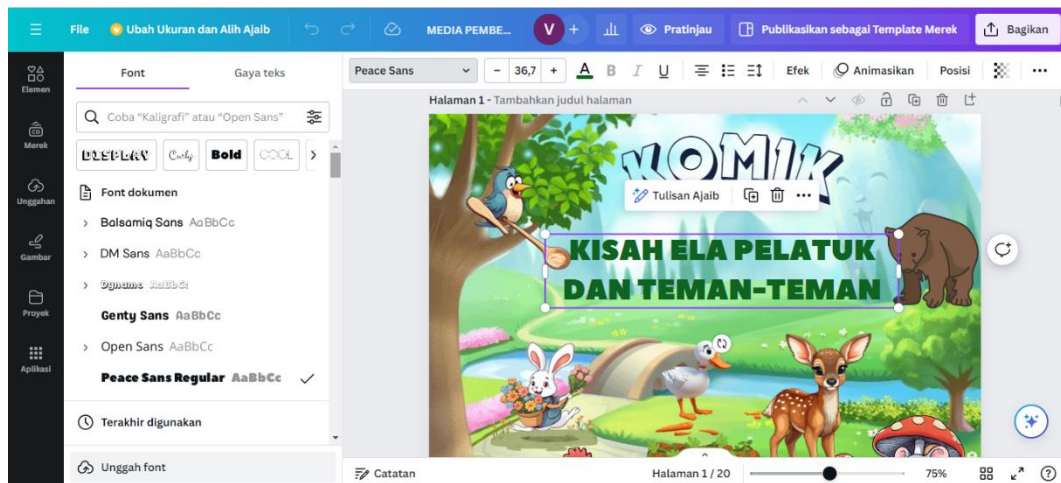 File
Ubah Ukuran dan Alih Ajaib
MEDIA PEMBE...
V
+
Pratinjau
Publikasikan sebagai Template Merek
Bagikan
Elemen
Merek
Unggahan
Gambar
Proyek
Aplikasi
Font
Gaya teks
Coba "Kaligrafi" atau "Open Sans"
DISPLAY
Curly
Bold
COOL
Font dokumen
Balsamiq Sans AaBbCc
DM Sans AaBbCc
Dynamo AaBbCc
Genty Sans AaBbCc
Open Sans AaBbCc
Peace Sans Regular AaBbCc
Terakhir digunakan
Unggah font
Peace Sans
- 36,7 +
A B I U
Efek
Animasikan
Posisi
Halaman 1 - Tambahkan judul halaman
KOMIK
Tulisan Ajaib
KISAH ELA PELATUK
DAN TEMAN-TEMAN
Catatan
Halaman 1 / 20
75%